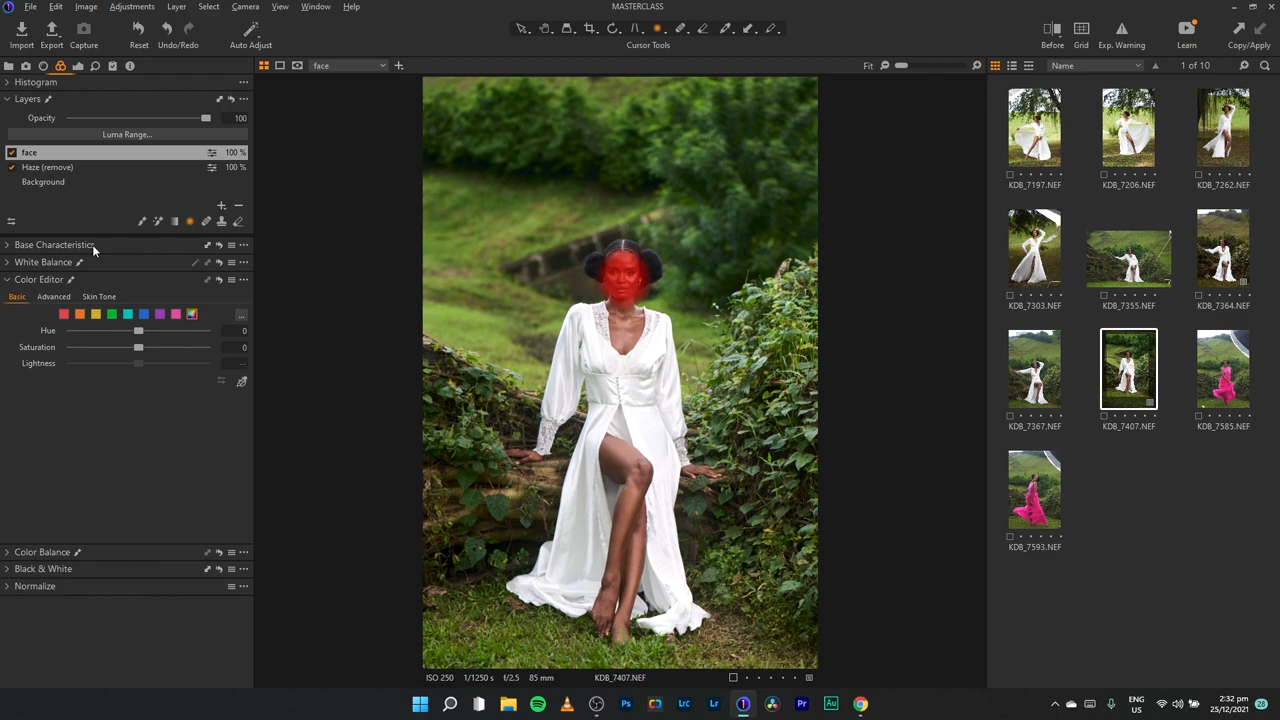 File Edit Image Adjustments Layer Select Camera View Window Help
MASTERCLASS
Import Export Capture
Reset Undo/Redo Auto Adjust
Cursor Tools
Before Grid Exp. Warning
Learn
Copy/Apply
Histogram
Layers
Opacity 100
Luma Range...
face 100 %
Haze (remove) 100 %
Background
Base Characteristics
White Balance
Color Editor
Basic Advanced Skin Tone
...
Hue 0
Saturation 0
Lightness ...
Color Balance
Black & White
Normalize
face
Fit
ISO 250 1/1250 s f/2.5 85 mm KDB_7407.NEF
Name
1 of 10
KDB_7197.NEF KDB_7206.NEF KDB_7262.NEF
KDB_7303.NEF KDB_7355.NEF KDB_7364.NEF
KDB_7367.NEF KDB_7407.NEF KDB_7585.NEF
KDB_7593.NEF
Ps Lrc Lr Pr Au
ENG
US
2:32 pm
25/12/2021